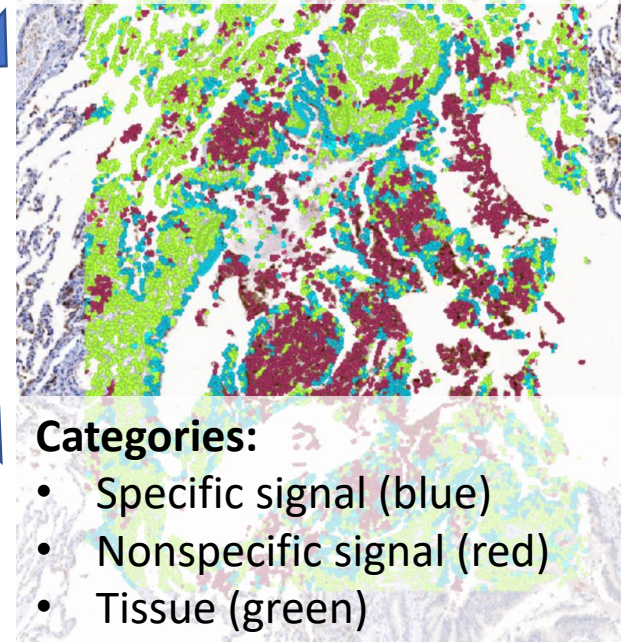 Categories:
• Specific signal (blue)
• Nonspecific signal (red)
• Tissue (green)